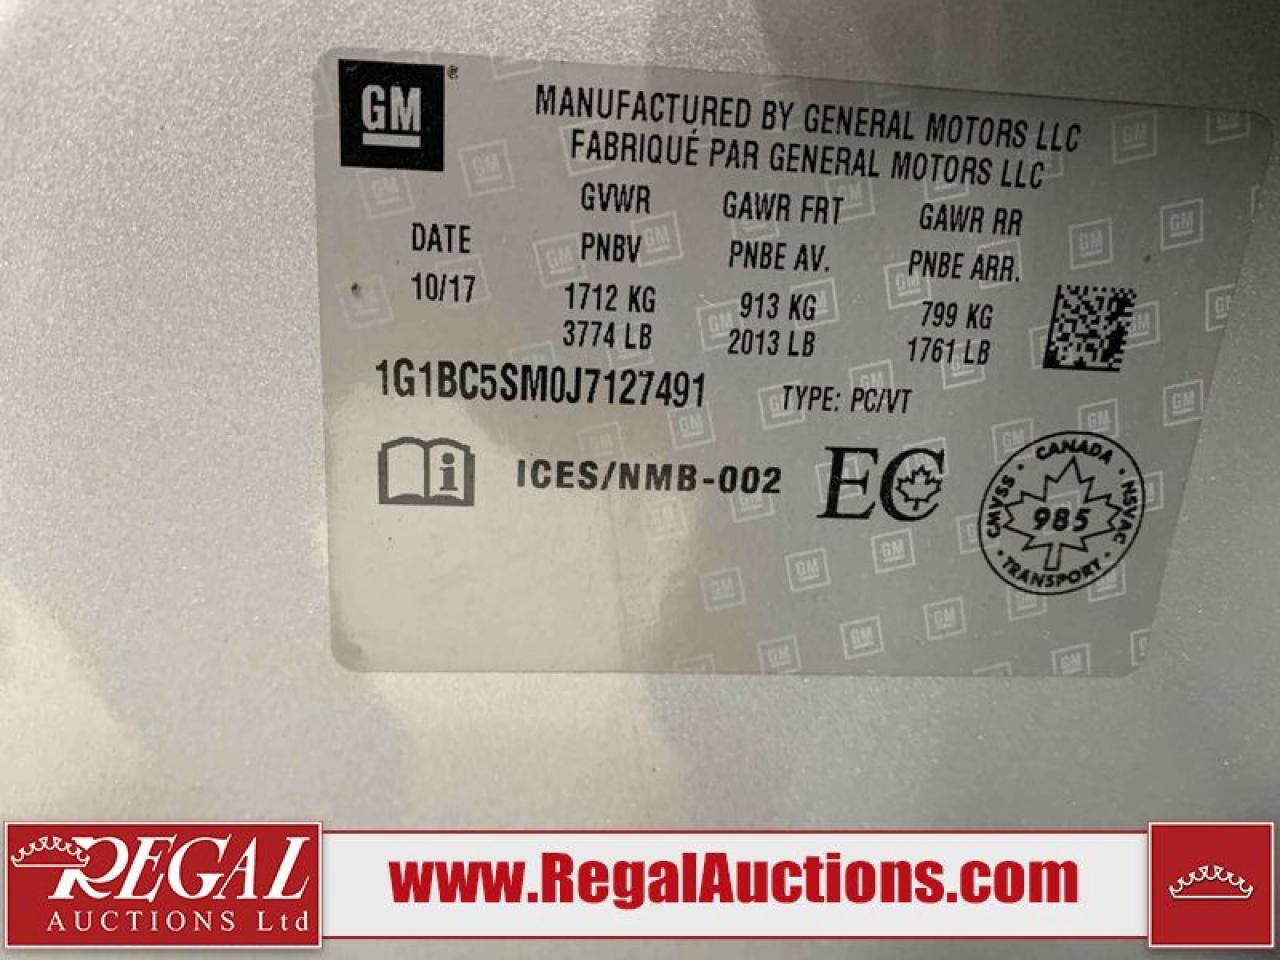 GM®
MANUFACTURED BY GENERAL MOTORS LLC
FABRIQUÉ PAR GENERAL MOTORS LLC
DATE
10/17
GVWR
PNBV
1712 KG
3774 LB
GAWR FRT
PNBE AV.
913 KG
2013 LB
GAWR RR
PNBE ARR.
799 KG
1761 LB
1G1BC5SM0J7127491 TYPE: PC/VT
i ICES/NMB-002 EC
CANADA
CMVSS 985 NSVAC
TRANSPORT
REGAL
AUCTIONS Ltd
www.RegalAuctions.com